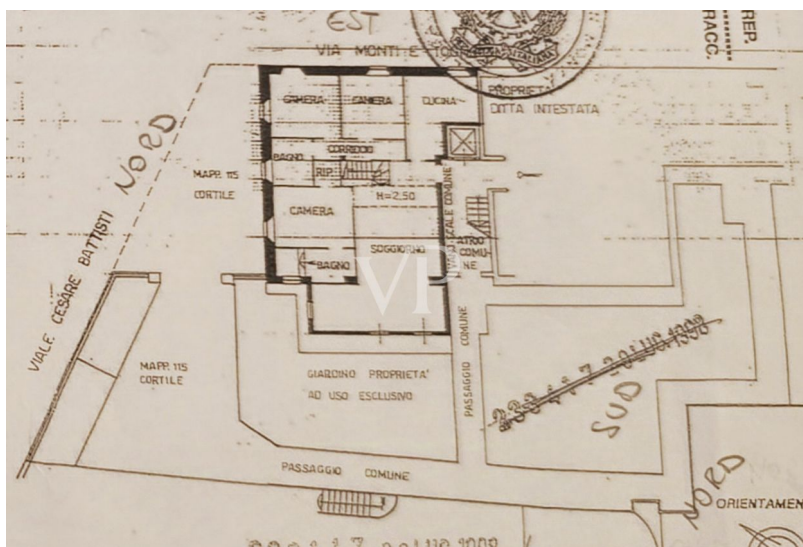 EST
REP.
RACC.
VIA MONTI E
PROPRIETA
DITTA INTESTATA
CAMERA
CAMERA
CUCINA
NORD
CORRIDOIO
BAGNO
RIP.
MAPP. 115
CORTILE
H=2.50
CAMERA
VANO SCALE COMUNE
SOGGIORNO
ATRIO
COMU-
NE
BAGNO
VP
VIALE CESARE BATTISTI
MAPP. 115
CORTILE
GIARDINO PROPRIETA'
AD USO ESCLUSIVO
PASSAGGIO COMUNE
SUD
PASSAGGIO COMUNE
NORD
ORIENTAMEN